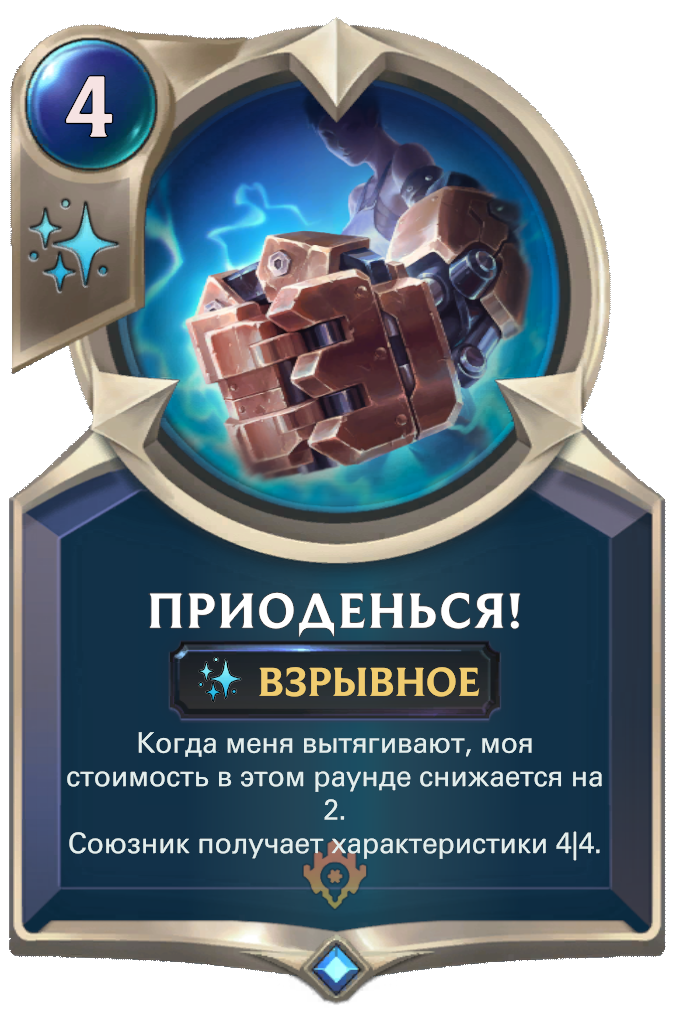 4
ПРИОДЕНЬСЯ!
ВЗРЫВНОЕ
Когда меня вытягивают, моя
стоимость в этом раунде снижается на
2.
Союзник получает характеристики 4|4.